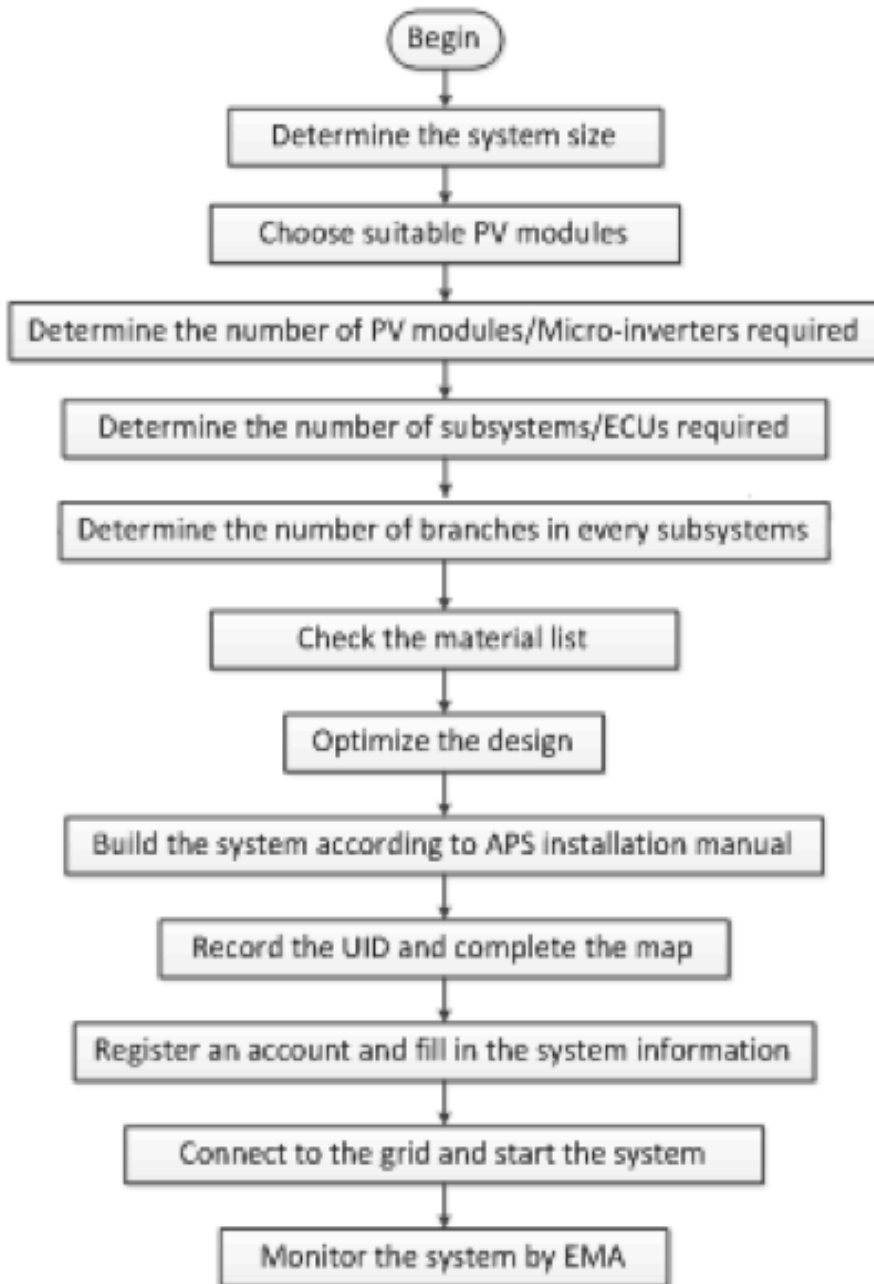 Begin
Determine the system size
Choose suitable PV modules
Determine the number of PV modules/Micro-inverters required
Determine the number of subsystems/ECUs required
Determine the number of branches in every subsystems
Check the material list
Optimize the design
Build the system according to APS installation manual
Record the UID and complete the map
Register an account and fill in the system information
Connect to the grid and start the system
Monitor the system by EMA